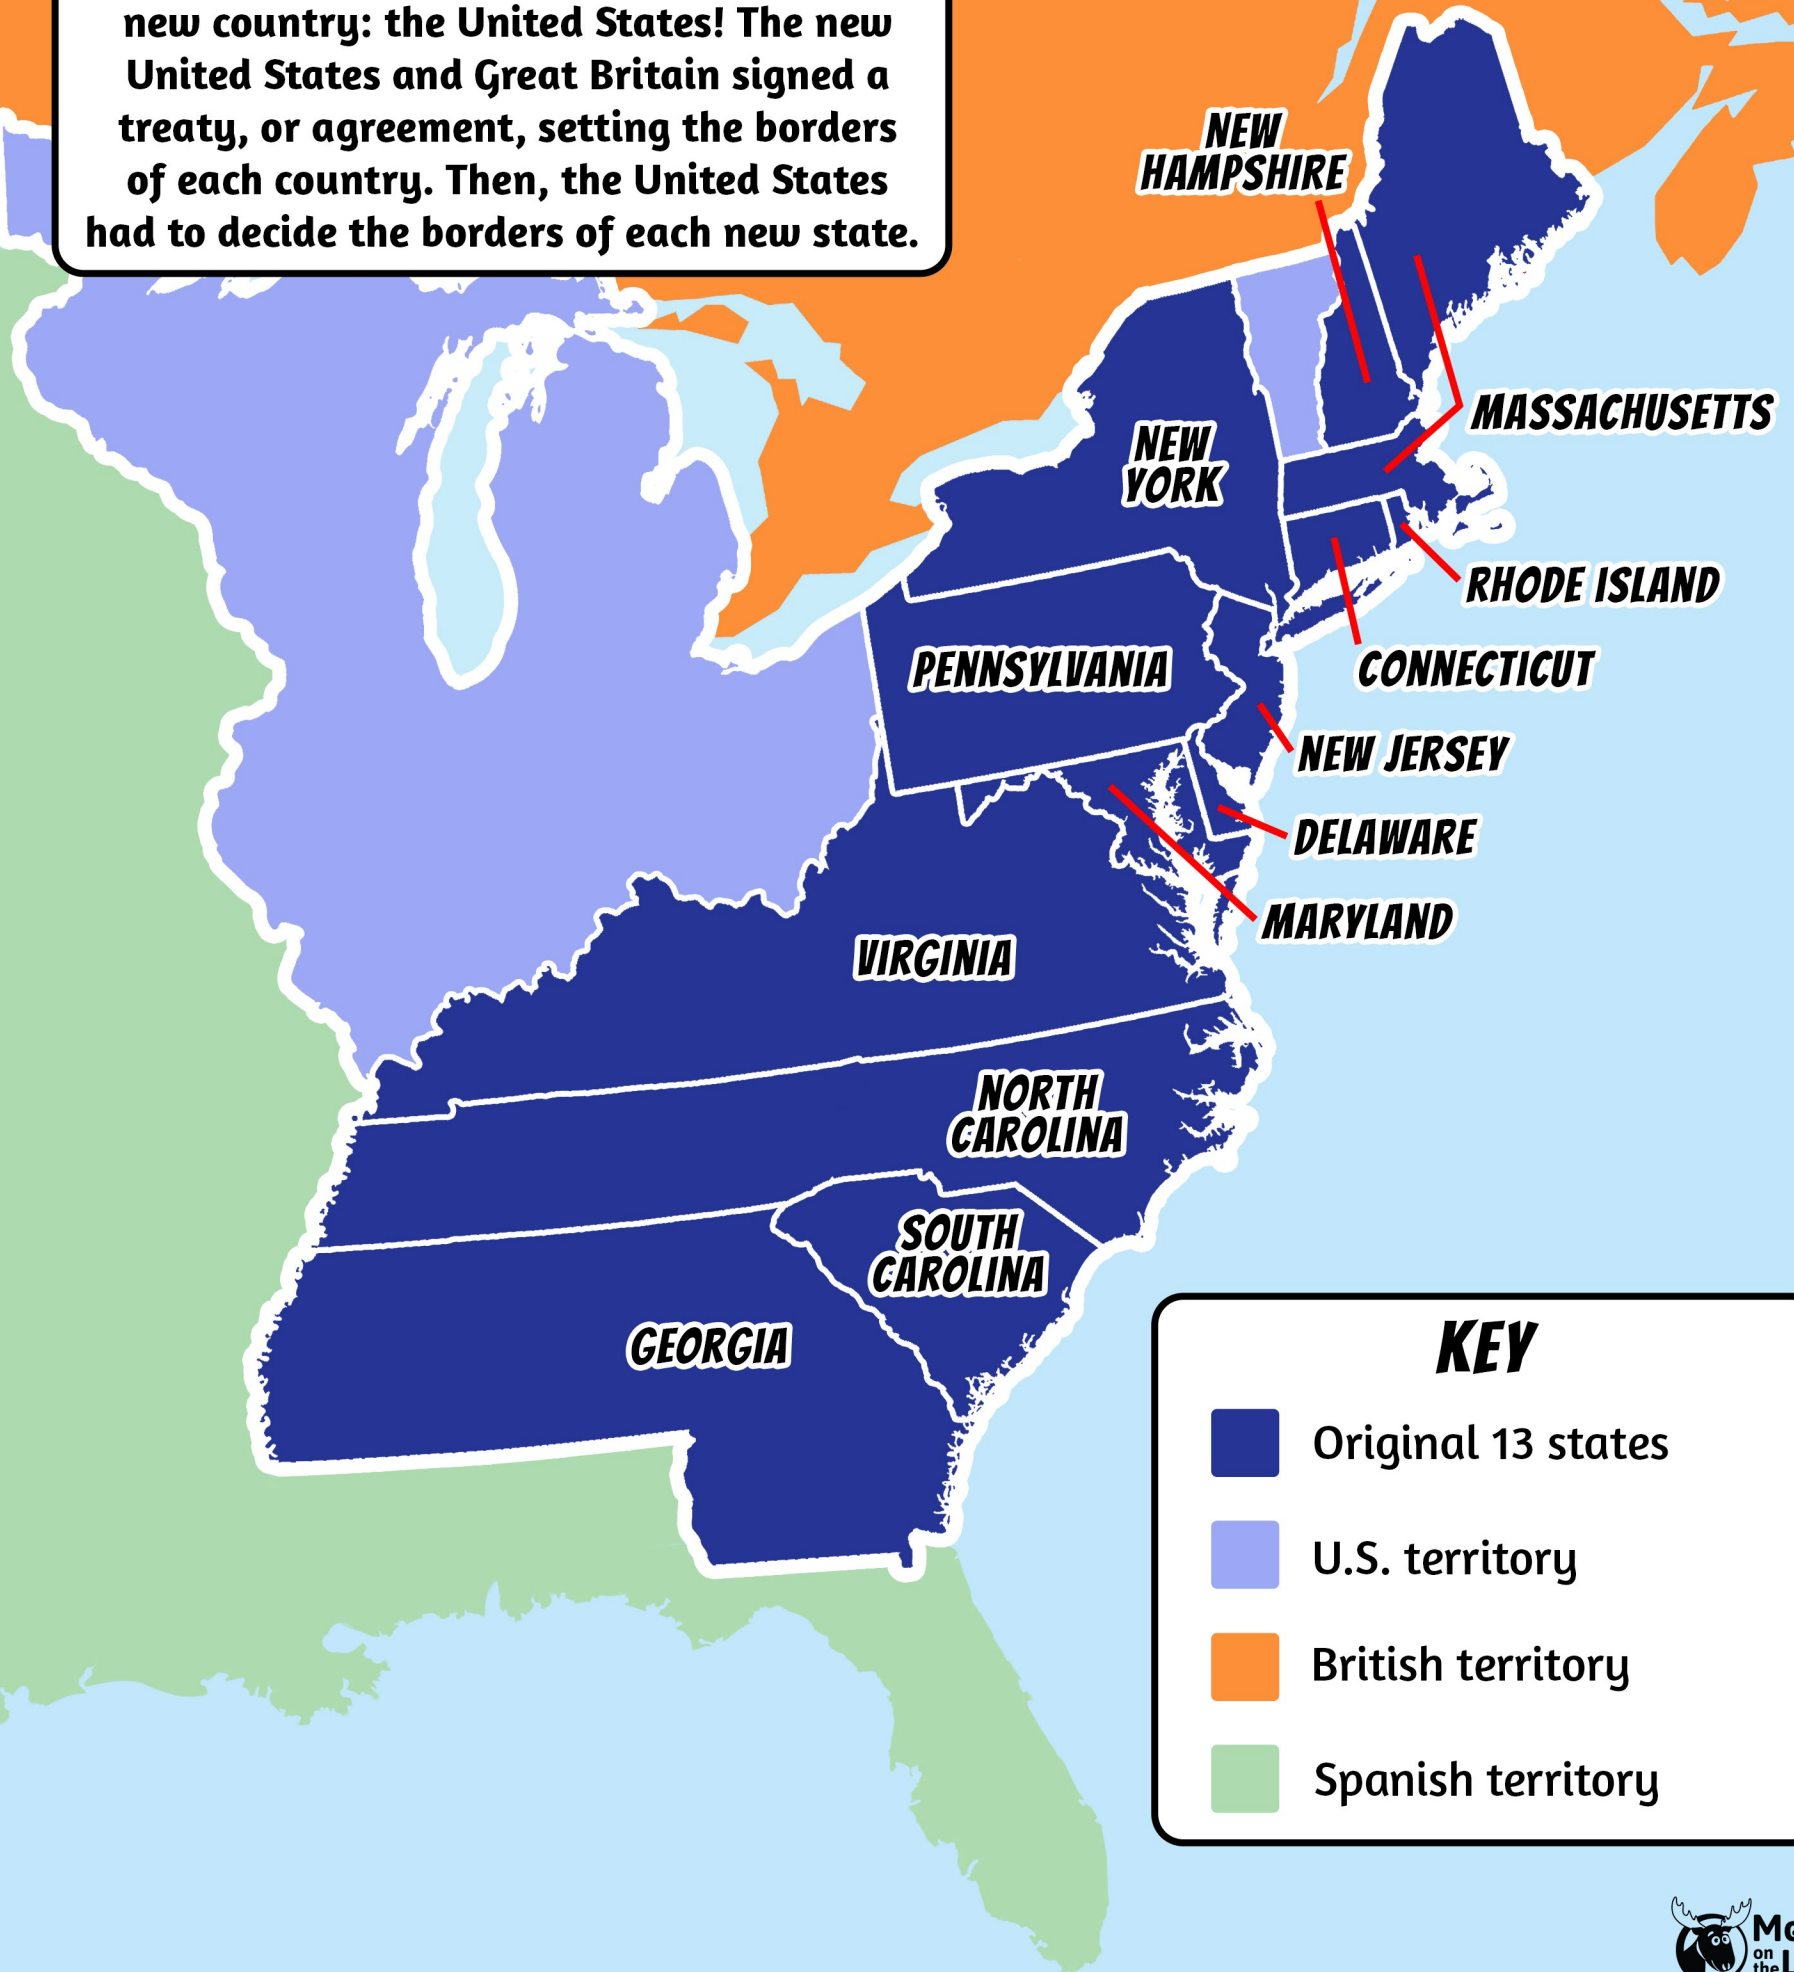 new country: the United States! The new
United States and Great Britain signed a
treaty, or agreement, setting the borders
of each country. Then, the United States
had to decide the borders of each new state.
NEW
HAMPSHIRE
MASSACHUSETTS
NEW
YORK
RHODE ISLAND
CONNECTICUT
PENNSYLVANIA
NEW JERSEY
DELAWARE
MARYLAND
VIRGINIA
NORTH
CAROLINA
SOUTH
CAROLINA
GEORGIA
KEY
Original 13 states
U.S. territory
British territory
Spanish territory
on
the